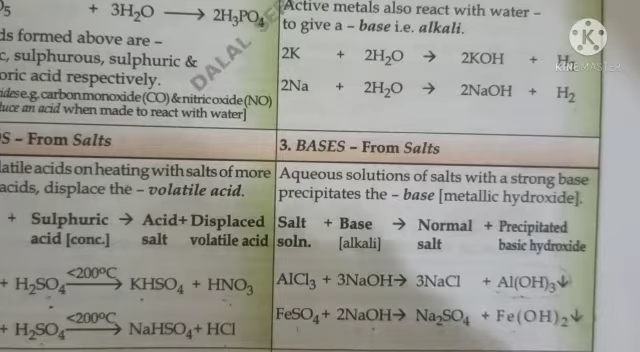 + 3H₂O ⟶ 2H₃PO₄
ds formed above are –
c, sulphurous, sulphuric &
oric acid respectively.
ides e.g. carbon monoxide (CO) & nitric oxide (NO)
duce an acid when made to react with water]
S – From Salts
latile acids on heating with salts of more
acids, displace the – volatile acid.
+ Sulphuric → Acid + Displaced
acid [conc.] salt volatile acid
+ H₂SO₄ <200°C ⟶ KHSO₄ + HNO₃
+ H₂SO₄ <200°C ⟶ NaHSO₄ + HCl
Active metals also react with water –
to give a – base i.e. alkali.
2K + 2H₂O → 2KOH + H₂
2Na + 2H₂O → 2NaOH + H₂
3. BASES – From Salts
Aqueous solutions of salts with a strong base
precipitates the – base [metallic hydroxide].
Salt + Base → Normal + Precipitated
soln. [alkali] salt basic hydroxide
AlCl₃ + 3NaOH → 3NaCl + Al(OH)₃↓
FeSO₄ + 2NaOH → Na₂SO₄ + Fe(OH)₂↓
DALAL
K
KINEMASTER